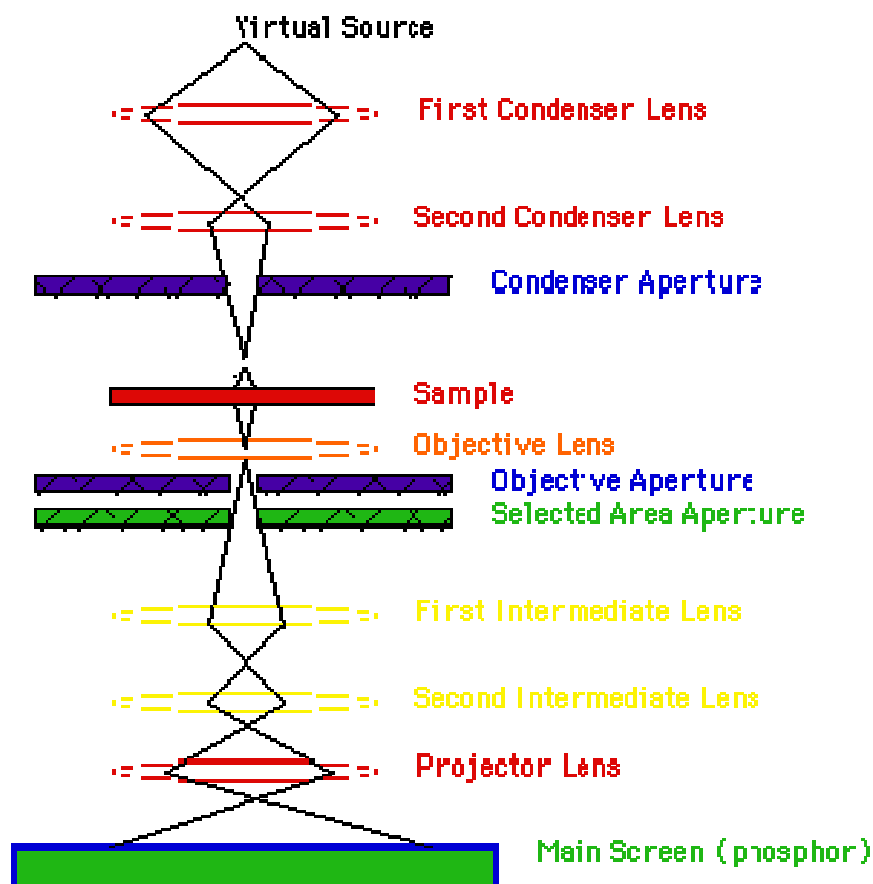 Virtual Source
First Condenser Lens
Second Condenser Lens
Condenser Aperture
Sample
Objective Lens
Objective Aperture
Selected Area Aperture
First Intermediate Lens
Second Intermediate Lens
Projector Lens
Main Screen (phosphor)